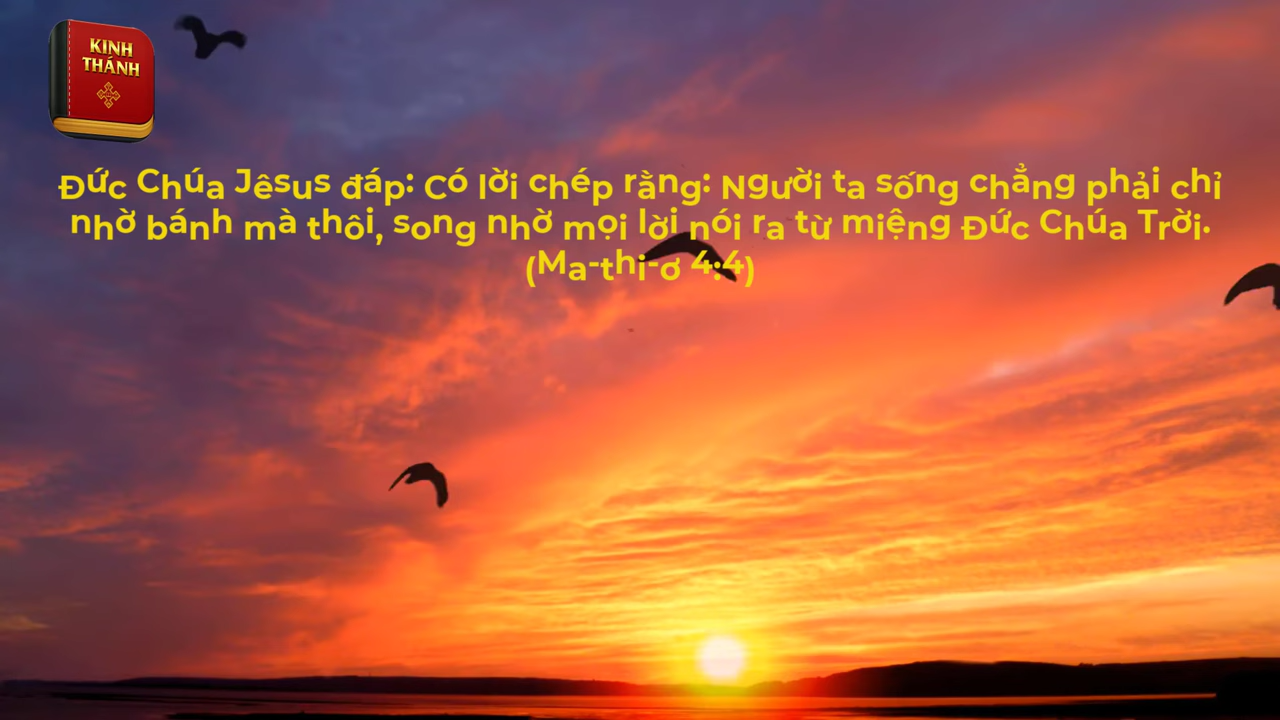 KINH
THÁNH
Đức Chúa Jêsus đáp: Có lời chép rằng: Người ta sống chẳng phải chỉ
nhờ bánh mà thôi, song nhờ mọi lời nói ra từ miệng Đức Chúa Trời.
(Ma-thi-ơ 4:4)